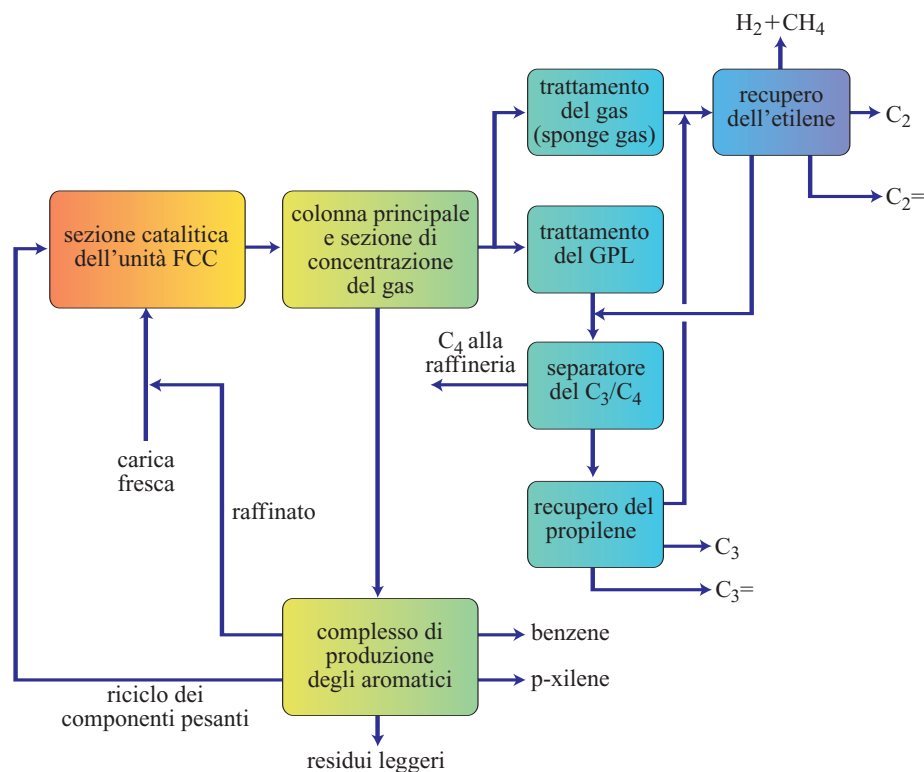 H₂+CH₄
trattamento
del gas
(sponge gas)
recupero
dell'etilene
C₂
C₂=
sezione catalitica
dell'unità FCC
colonna principale
e sezione di
concentrazione
del gas
trattamento
del GPL
C₄ alla
raffineria
separatore
del C₃/C₄
carica
fresca
raffinato
recupero del
propilene
C₃
C₃=
complesso di
produzione
degli aromatici
benzene
p-xilene
riciclo dei
componenti pesanti
residui leggeri